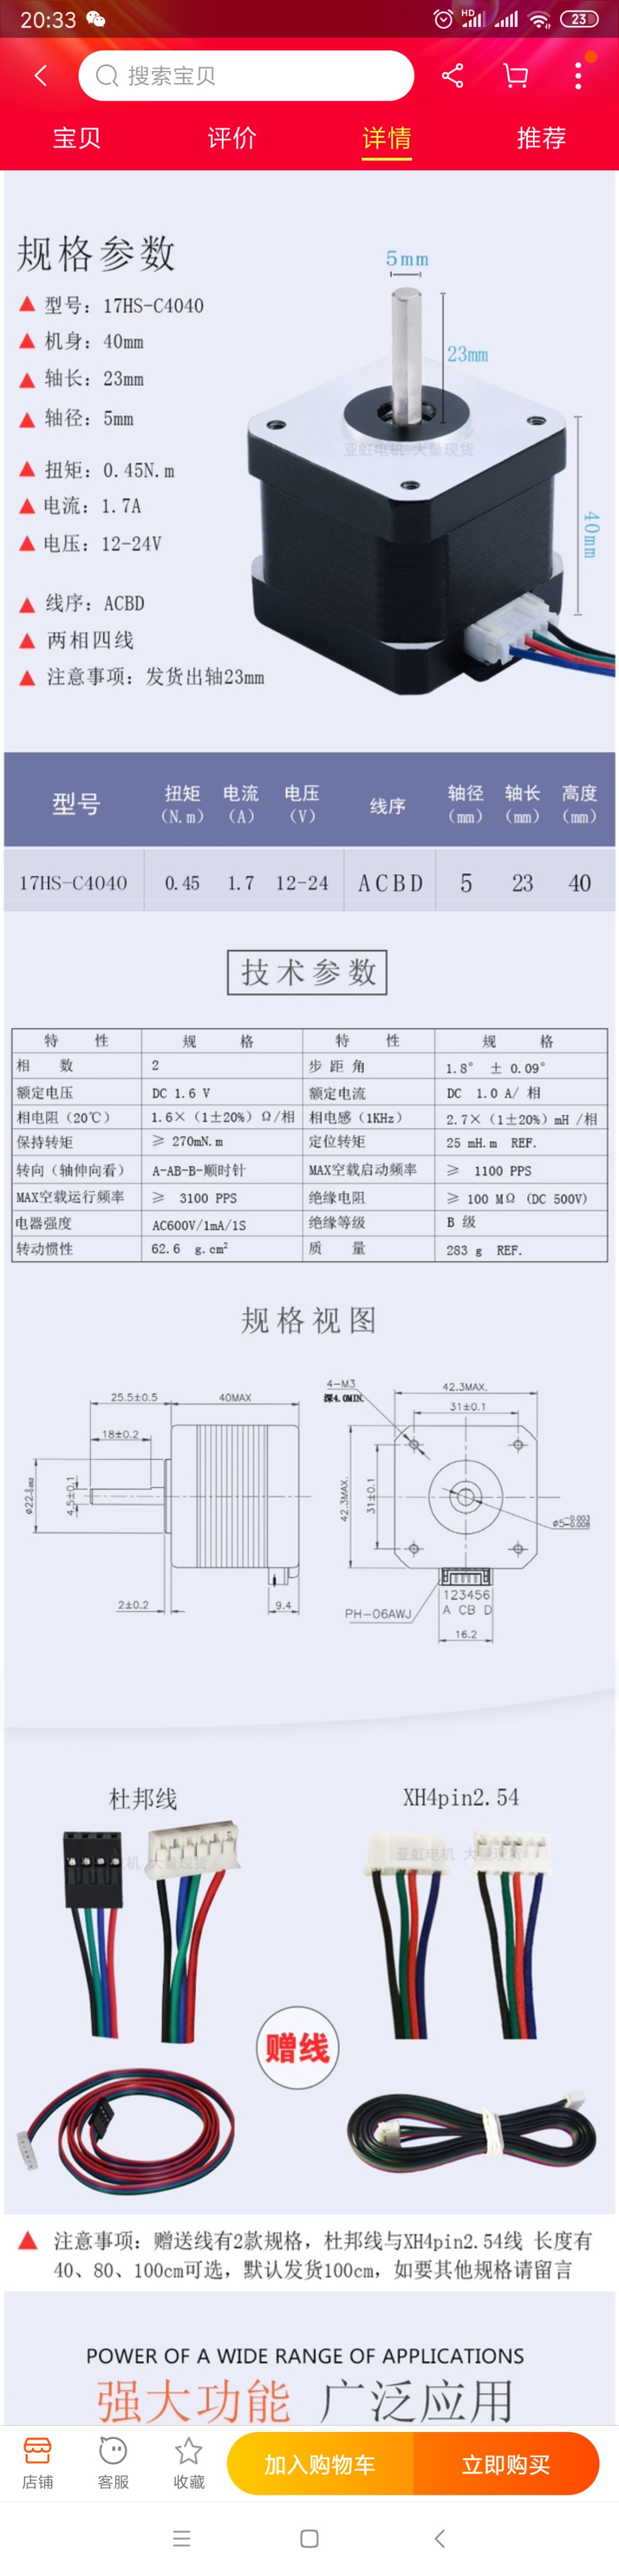 20:33
HD
23
搜索宝贝
宝贝 评价 详情 推荐
规格参数
型号: 17HS-C4040
机身: 40mm
轴长: 23mm
轴径: 5mm
扭矩: 0.45N.m
电流: 1.7A
电压: 12-24V
线序: ACBD
两相四线
注意事项: 发货出轴23mm
5mm
23mm
亚虹电机 大量现货
40mm
型号 扭矩 (N.m) 电流 (A) 电压 (V) 线序 轴径 (mm) 轴长 (mm) 高度 (mm)
17HS-C4040 0.45 1.7 12-24 ACBD 5 23 40
技术参数
特 性 规 格 特 性 规 格
相 数 2 步 距 角 1.8° ± 0.09°
额定电压 DC 1.6 V 额定电流 DC 1.0 A/ 相
相电阻 (20℃) 1.6× (1±20%) Ω/相 相电感 (1KHz) 2.7× (1±20%) mH /相
保持转矩 ≥ 270mN.m 定位转矩 25 mH.m REF.
转向 (轴伸向看) A-AB-B-顺时针 MAX空载启动频率 ≥ 1100 PPS
MAX空载运行频率 ≥ 3100 PPS 绝缘电阻 ≥ 100 MΩ (DC 500V)
电器强度 AC600V/1mA/1S 绝缘等级 B 级
转动惯性 62.6 g.cm² 质 量 283 g REF.
规格视图
25.5±0.5
40MAX
18±0.2
4.5±0.1
2±0.2
9.4
4-M3
深4.0MIN.
42.3MAX.
31±0.1
42.3MAX.
31±0.1
ø5-0.003
-0.008
PH-06AWJ
123456
A CB D
16.2
杜邦线
XH4pin2.54
机 大量现货
亚虹电机 大量现货
赠线
注意事项: 赠送线有2款规格, 杜邦线与XH4pin2.54线 长度有
40、80、100cm可选, 默认发货100cm, 如要其他规格请留言
POWER OF A WIDE RANGE OF APPLICATIONS
强大功能 广泛应用
店铺 客服 收藏 加入购物车 立即购买